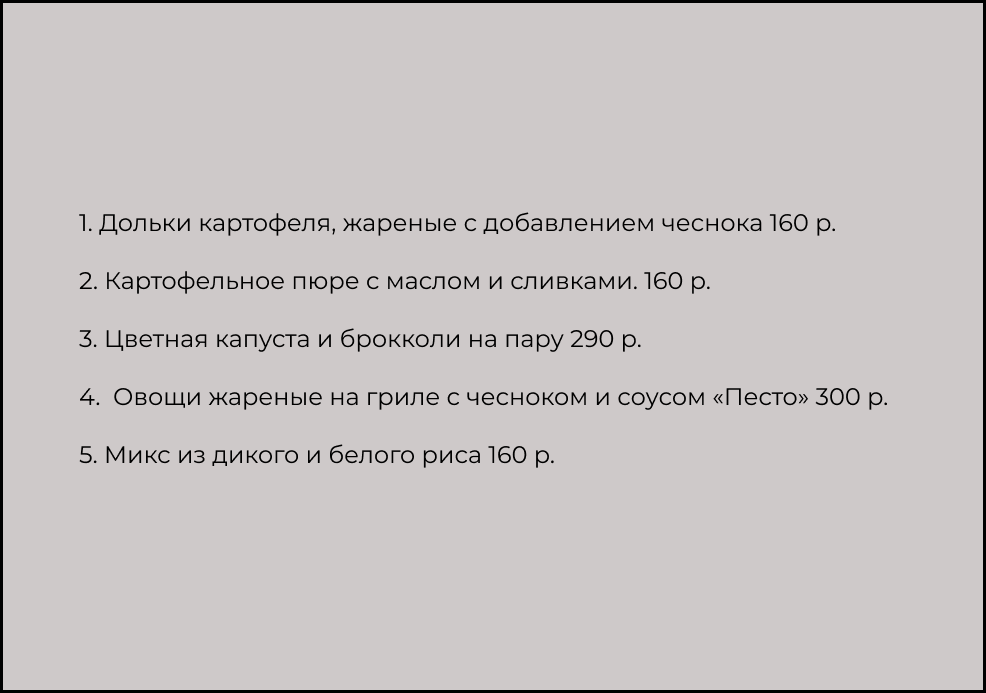 1. Дольки картофеля, жареные с добавлением чеснока 160 р.
2. Картофельное пюре с маслом и сливками. 160 р.
3. Цветная капуста и брокколи на пару 290 р.
4.  Овощи жареные на гриле с чесноком и соусом «Песто» 300 р.
5. Микс из дикого и белого риса 160 р.